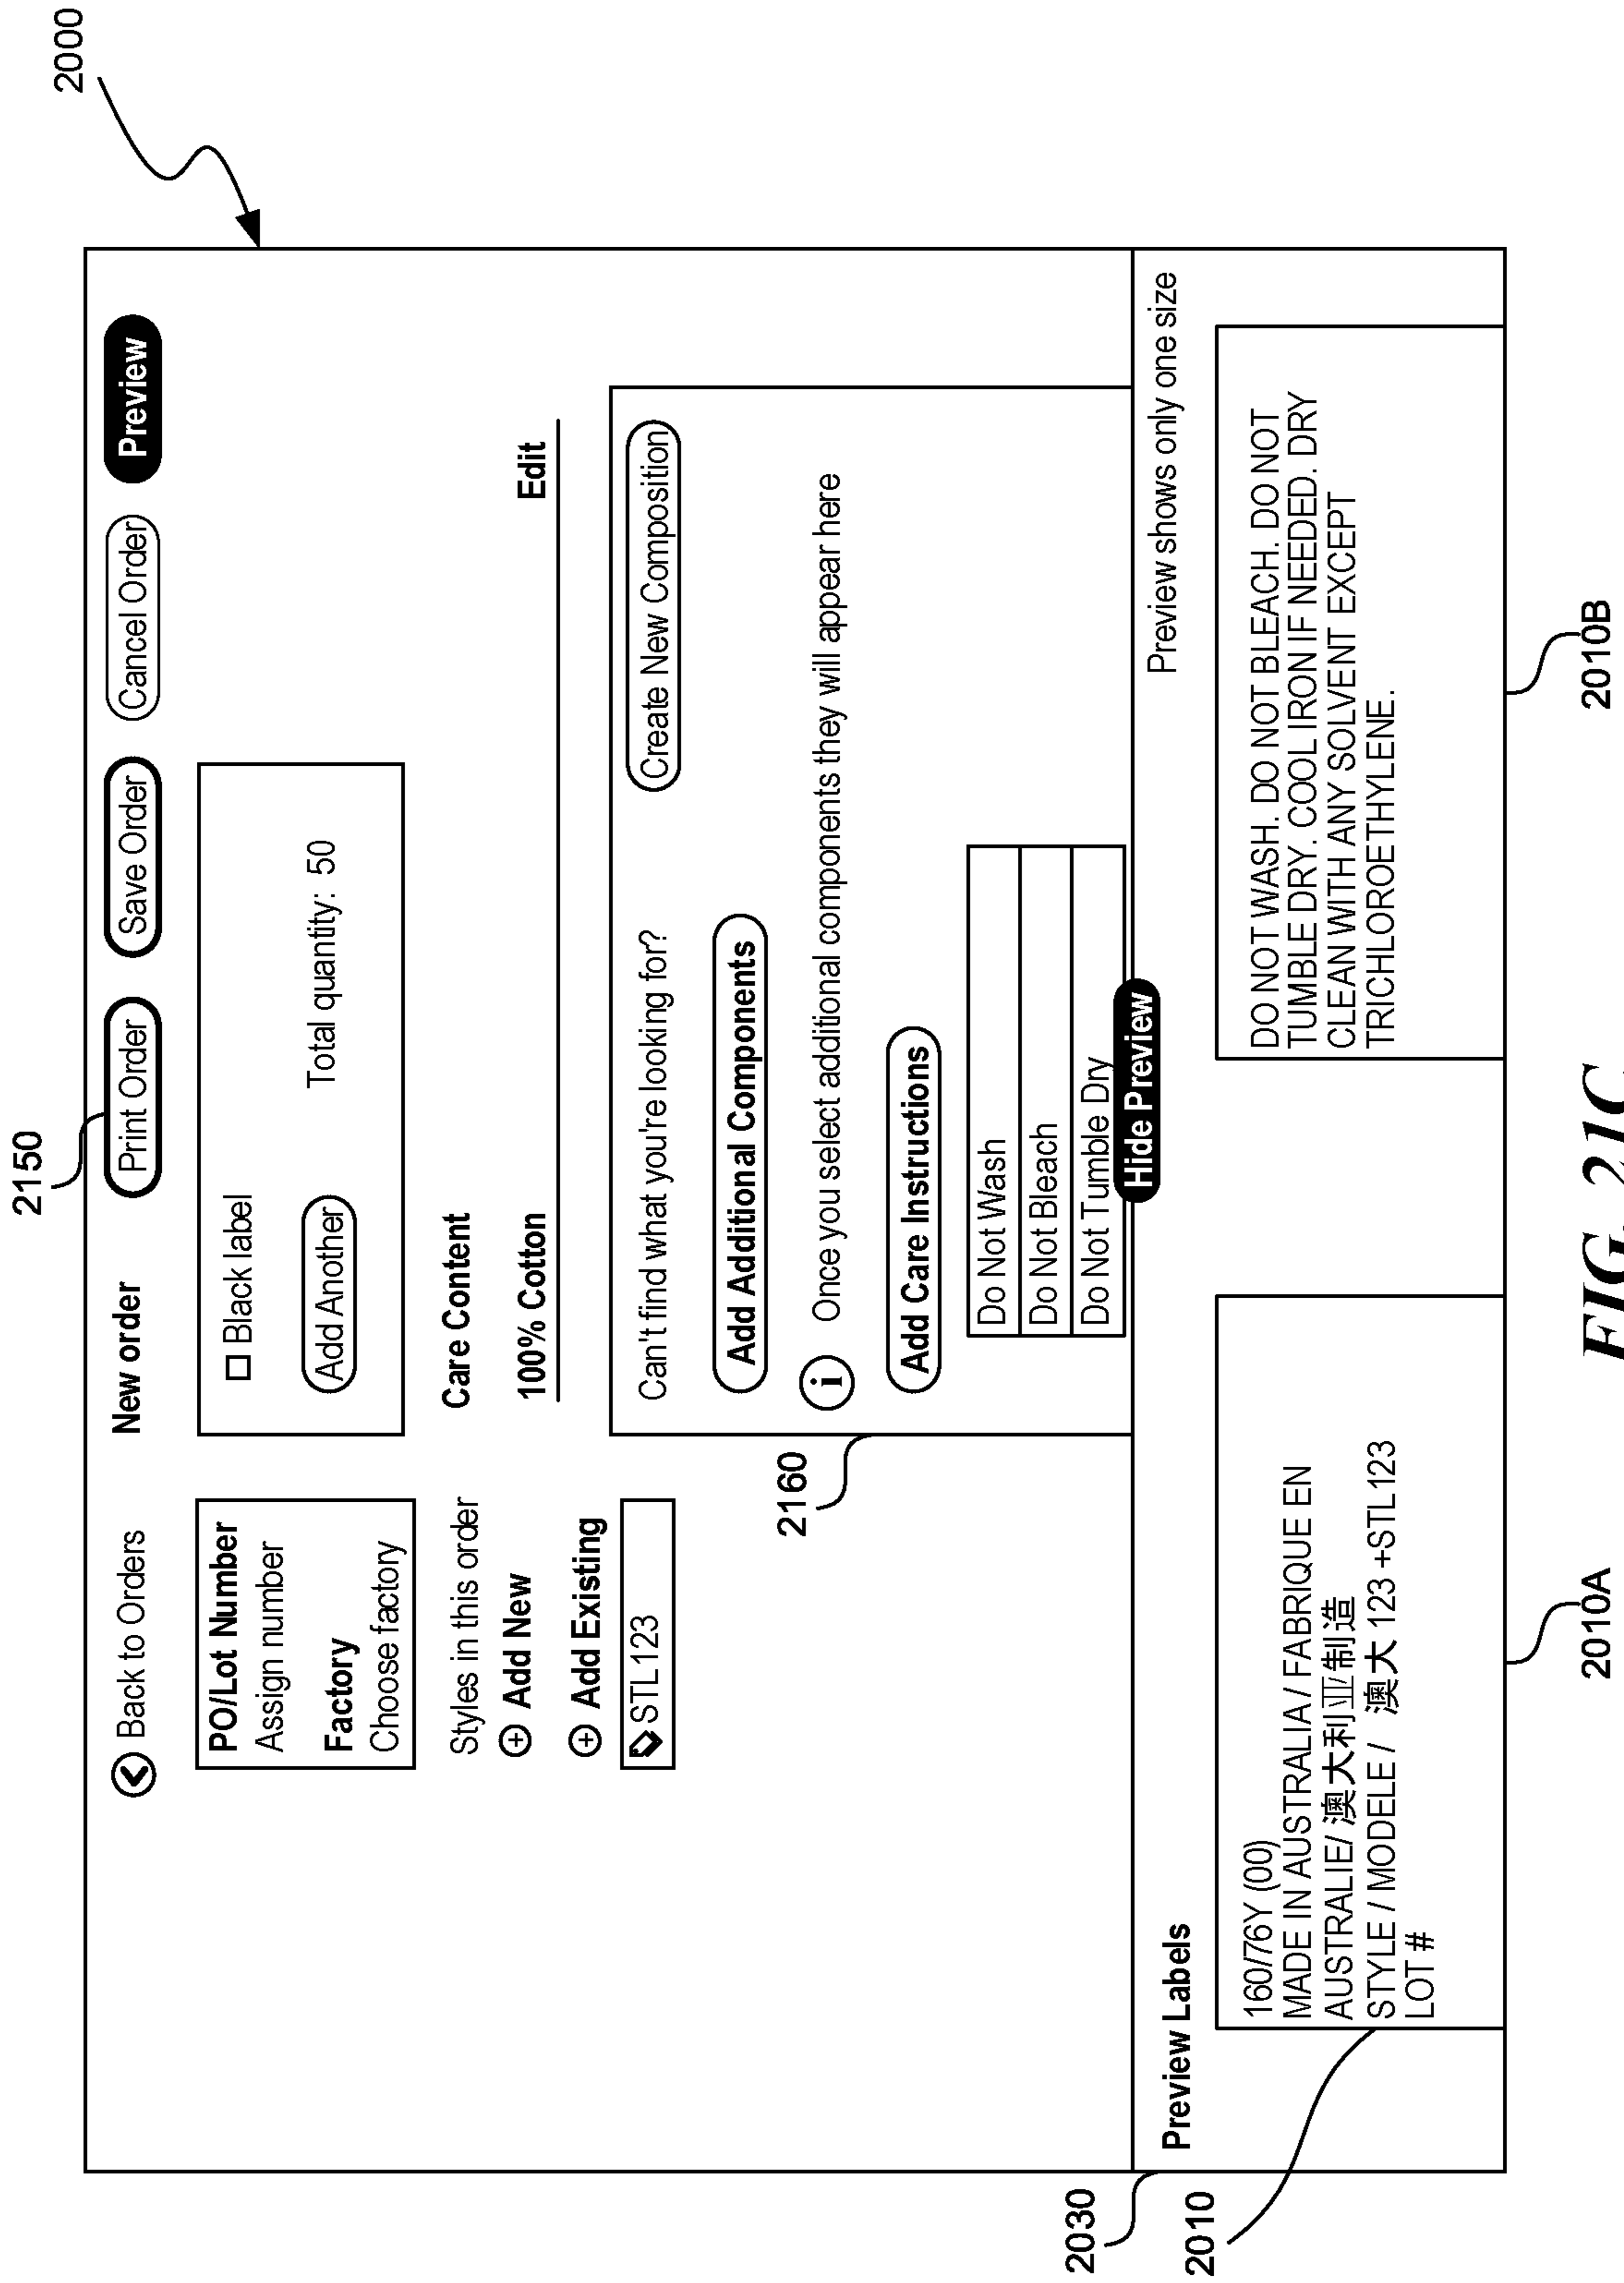 2000
2150
Back to Orders
New order
Print Order
Save Order
Cancel Order
Preview
PO/Lot Number
Assign number
Factory
Choose factory
Styles in this order
Add New
Add Existing
STL123
Black label
Add Another
Total quantity: 50
Care Content
100% Cotton
Edit
2160
Can't find what you're looking for?
Create New Composition
Add Additional Components
i Once you select additional components they will appear here
Add Care Instructions
Do Not Wash
Do Not Bleach
Do Not Tumble Dry
Hide Preview
2030
2010
Preview Labels
Preview shows only one size
160/76Y (00)
MADE IN AUSTRALIA / FABRIQUE EN
AUSTRALIE/ 澳大利亚/制造
STYLE / MODELE / 澳大 123 +STL123
LOT #
DO NOT WASH. DO NOT BLEACH. DO NOT
TUMBLE DRY. COOL IRON IF NEEDED. DRY
CLEAN WITH ANY SOLVENT EXCEPT
TRICHLOROETHYLENE.
2010A
2010B
FIG. 21C